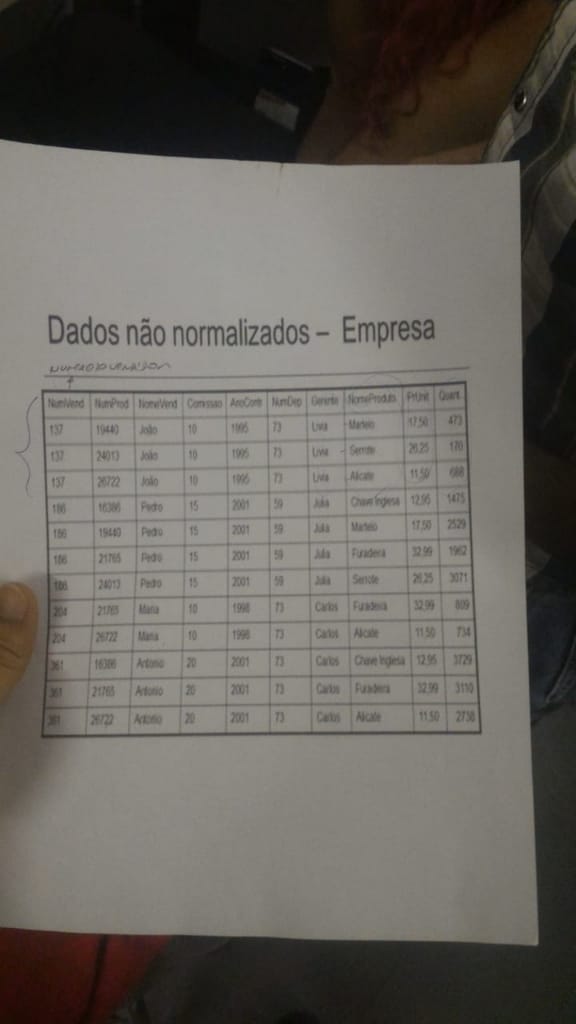 Dados não normalizados – Empresa
NumVend NumProd NomeVend Comissao AnoContr NumDep Gerente NomeProduto PrUnit Quant.
137 19440 João 10 1995 73 Livia Martelo 17,50 473
137 24013 João 10 1995 73 Livia Serrote 26,25 170
137 26722 João 10 1995 73 Livia Alicate 11,50 688
186 16386 Pedro 15 2001 59 Julia Chave Inglesa 12,95 1475
186 19440 Pedro 15 2001 59 Julia Martelo 17,50 2529
186 21765 Pedro 15 2001 59 Julia Furadeira 32,99 1962
186 24013 Pedro 15 2001 59 Julia Serrote 26,25 3071
204 21765 Maria 10 1998 73 Carlos Furadeira 32,99 809
204 26722 Maria 10 1998 73 Carlos Alicate 11,50 734
361 16386 Antonio 20 2001 73 Carlos Chave Inglesa 12,95 3729
361 21765 Antonio 20 2001 73 Carlos Furadeira 32,99 3110
361 26722 Antonio 20 2001 73 Carlos Alicate 11,50 2738